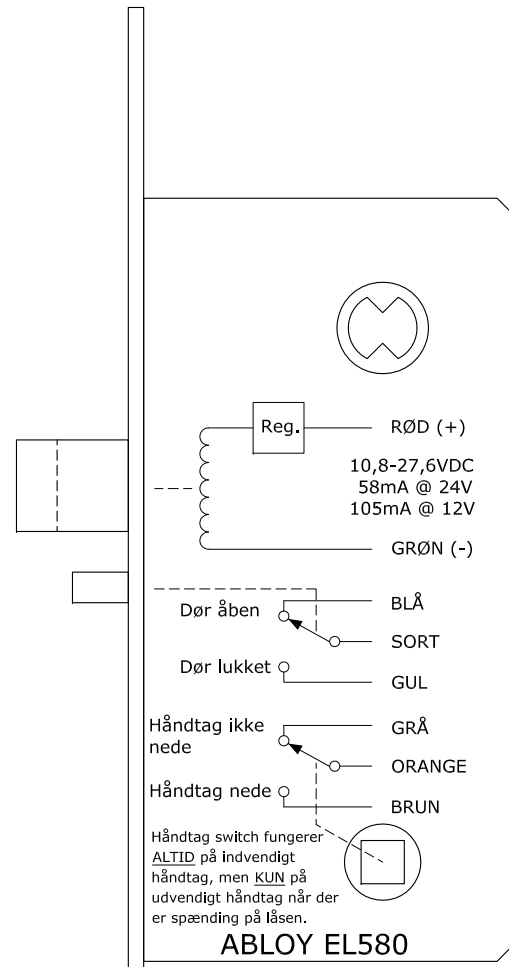 Reg.
RØD (+)
10,8-27,6VDC
58mA @ 24V
105mA @ 12V
GRØN (-)
Dør åben
BLÅ
SORT
Dør lukket
GUL
Håndtag ikke
nede
GRÅ
ORANGE
Håndtag nede
BRUN
Håndtag switch fungerer
ALTID på indvendigt
håndtag, men KUN på
udvendigt håndtag når der
er spænding på låsen.
ABLOY EL580